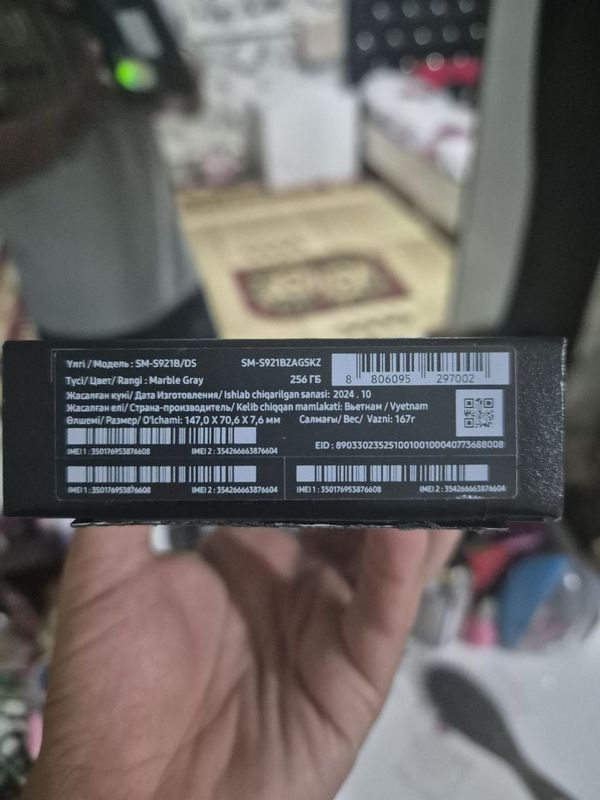 Үлгі / Модель : SM-S921B/DS SM-S921BZAGSKZ
Түсі/ Цвет/ Rangi : Marble Gray 256 ГБ
8 806095 297002
Жасалған күні/ Дата Изготовления/ Ishlab chiqarilgan sanasi: 2024 . 10
Жасалған елі/ Страна-производитель/ Kelib chiqqan mamlakati: Вьетнам / Vyetnam
Өлшемі/ Размер/ O'lchami: 147,0 X 70,6 X 7,6 мм Салмағы/ Вес/ Vazni: 167г
EID : 89033023525100100100040773688008
IMEI 1 : 350176953876608 IMEI 2 : 354266663876604
IMEI 1 : 350176953876608 IMEI 2 : 354266663876604
IMEI 1 : 350176953876608 IMEI 2 : 354266663876604